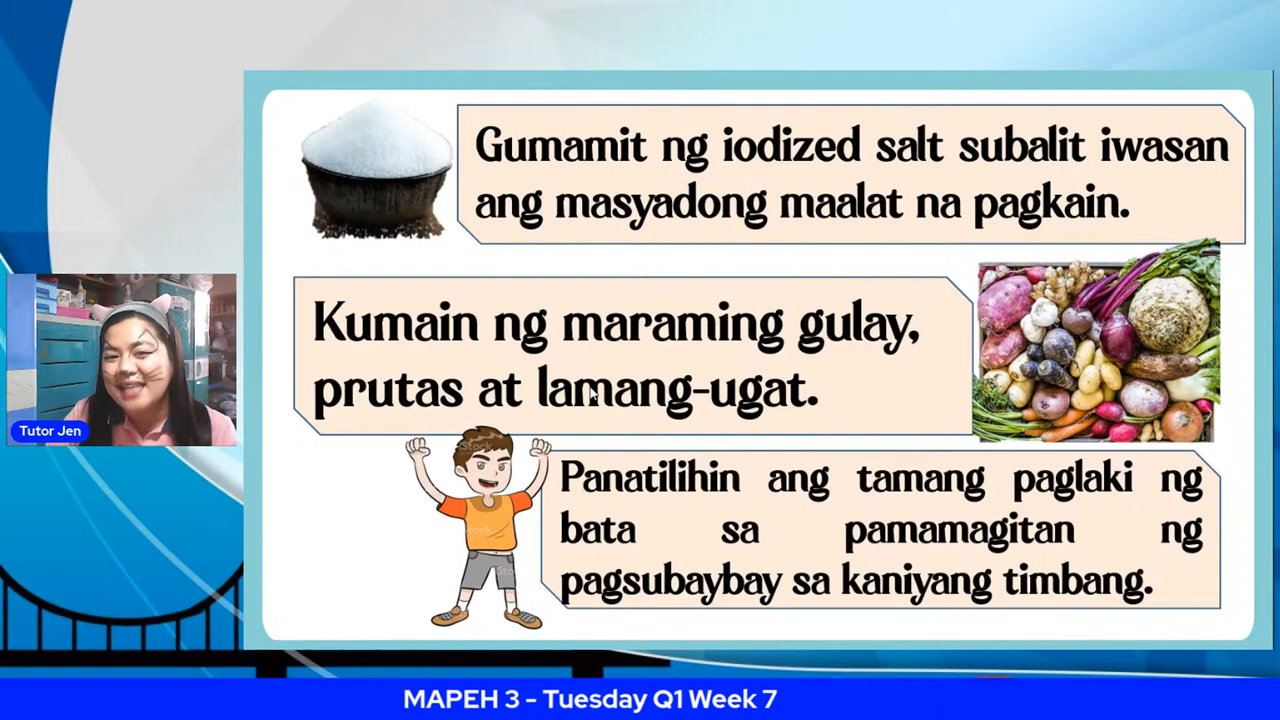 Gumamit ng iodized salt subalit iwasan
ang masyadong maalat na pagkain.
Kumain ng maraming gulay,
prutas at lamang-ugat.
Panatilihin ang tamang paglaki ng
bata sa pamamagitan ng
pagsubaybay sa kaniyang timbang.
Tutor Jen
MAPEH 3 - Tuesday Q1 Week 7